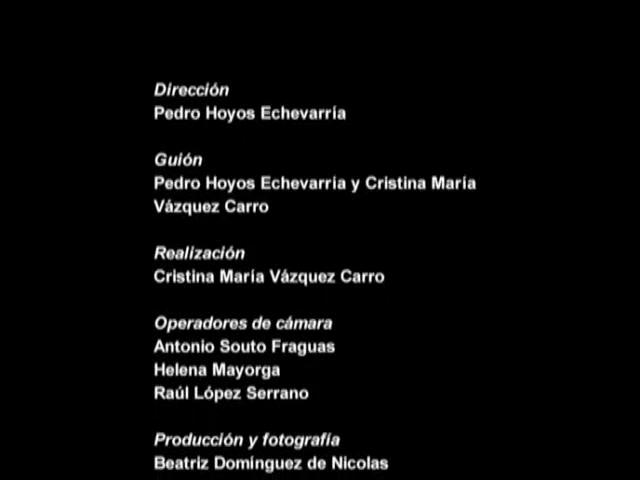 Dirección
Pedro Hoyos Echevarría
Guión
Pedro Hoyos Echevarria y Cristina María
Vázquez Carro
Realización
Cristina María Vázquez Carro
Operadores de cámara
Antonio Souto Fraguas
Helena Mayorga
Raúl López Serrano
Producción y fotografía
Beatriz Domínguez de Nicolas